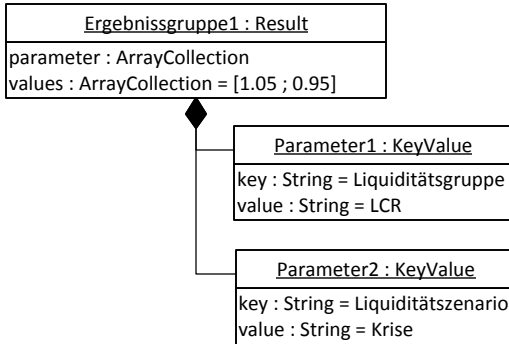 Ergebnissgruppe1 : Result
parameter : ArrayCollection
values : ArrayCollection = [1.05 ; 0.95]
Parameter1 : KeyValue
key : String = Liquiditätsgruppe
value : String = LCR
Parameter2 : KeyValue
key : String = Liquiditätszenario
value : String = Krise